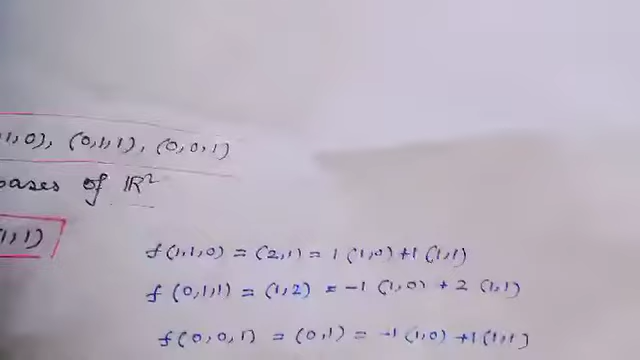 1,0), (0,1,1), (0,0,1)
bases of ℝ²
1,1)
f(1,1,0) = (2,1) = 1 (1,0) +1 (1,1)
f (0,1,1) = (1,2) = -1 (1,0) + 2 (1,1)
f(0,0,1) = (0,1) = -1 (1,0) +1 (1,1)